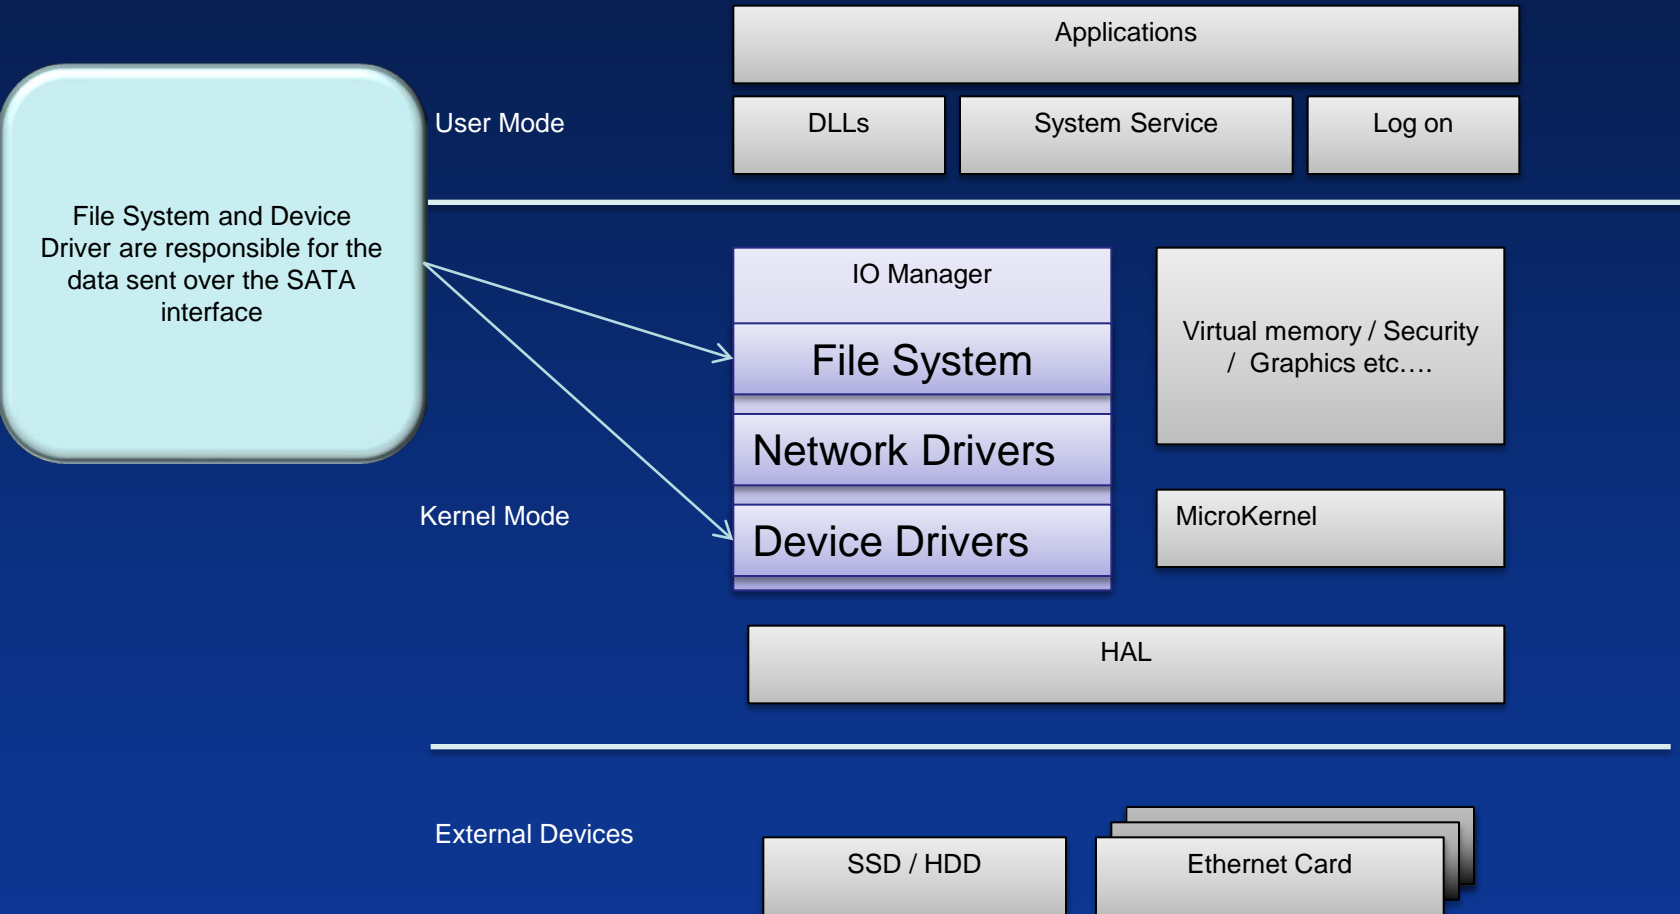 Applications
User Mode
DLLs
System Service
Log on
File System and Device
Driver are responsible for the
data sent over the SATA
interface
IO Manager
File System
Network Drivers
Device Drivers
Virtual memory / Security
/ Graphics etc....
Kernel Mode
MicroKernel
HAL
External Devices
SSD / HDD
Ethernet Card